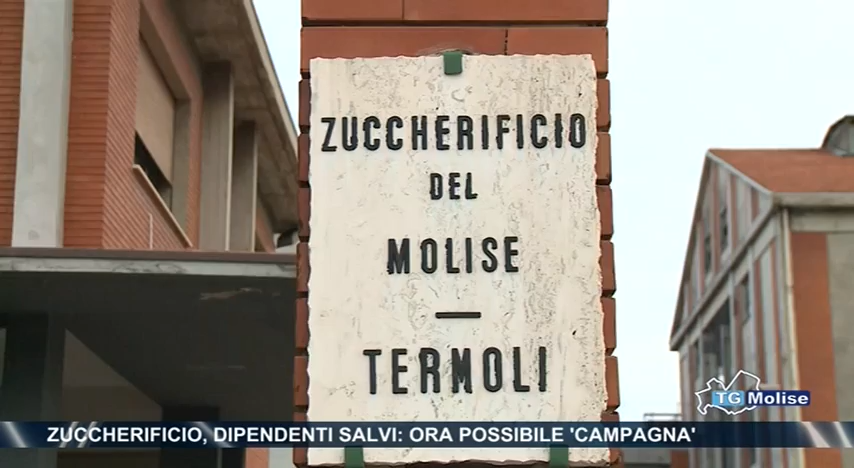 ZUCCHERIFICIO
DEL
MOLISE
—
TERMOLI
TG Molise
ZUCCHERIFICIO, DIPENDENTI SALVI: ORA POSSIBILE 'CAMPAGNA'